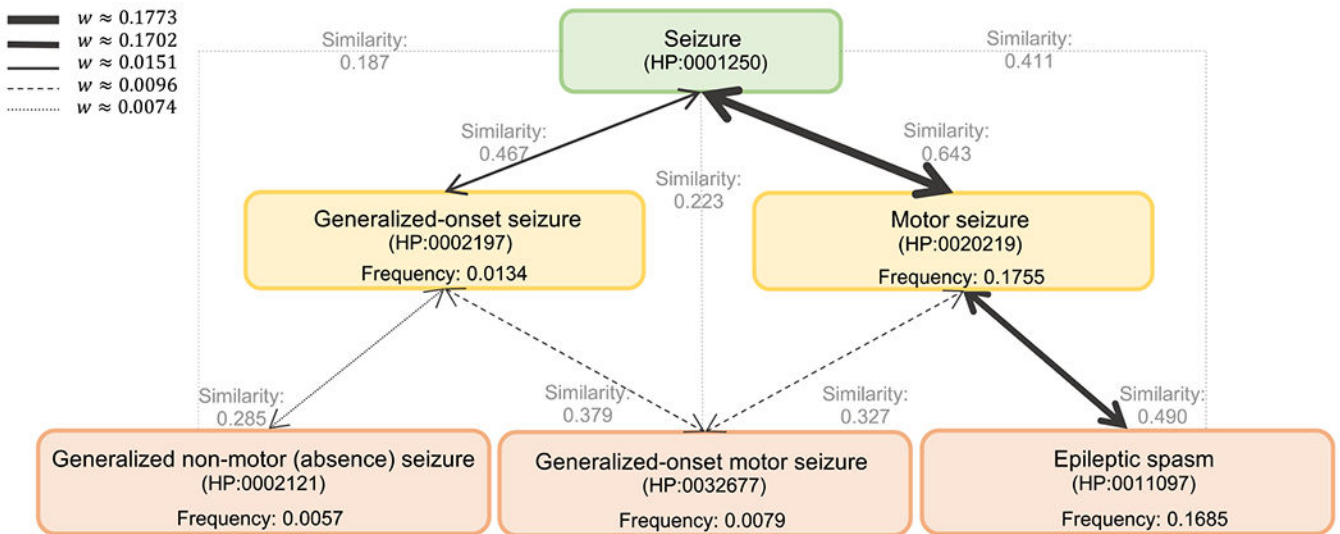 w ≈ 0.1773
w ≈ 0.1702
w ≈ 0.0151
w ≈ 0.0096
w ≈ 0.0074
Similarity:
0.187
Seizure
(HP:0001250)
Similarity:
0.411
Similarity:
0.467
Similarity:
0.643
Similarity:
0.223
Generalized-onset seizure
(HP:0002197)
Frequency: 0.0134
Motor seizure
(HP:0020219)
Frequency: 0.1755
Similarity:
0.285
Similarity:
0.379
Similarity:
0.327
Similarity:
0.490
Generalized non-motor (absence) seizure
(HP:0002121)
Frequency: 0.0057
Generalized-onset motor seizure
(HP:0032677)
Frequency: 0.0079
Epileptic spasm
(HP:0011097)
Frequency: 0.1685